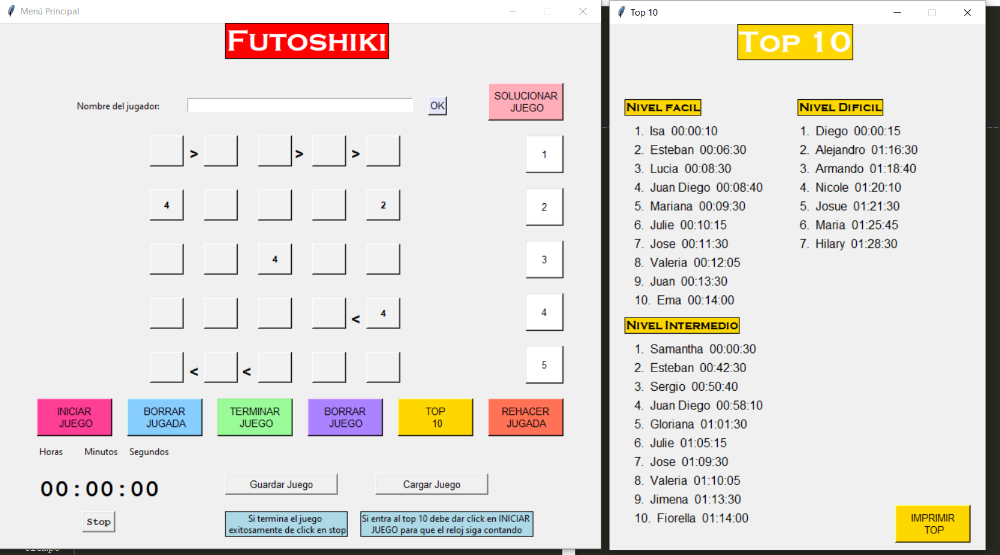 Menú Principal
FUTOSHIKI
Nombre del jugador:
OK
SOLUCIONAR
JUEGO
> > >
1
4 2
2
4
3
< 4
4
< <
5
INICIAR
JUEGO
BORRAR
JUGADA
TERMINAR
JUEGO
BORRAR
JUEGO
TOP
10
REHACER
JUGADA
Horas Minutos Segundos
00:00:00
Guardar Juego
Cargar Juego
Stop
Si termina el juego
exitosamente de click en stop
Si entra al top 10 debe dar click en INICIAR
JUEGO para que el reloj siga contando
Top 10
TOP 10
NIVEL FACIL
1. Isa 00:00:10
2. Esteban 00:06:30
3. Lucia 00:08:30
4. Juan Diego 00:08:40
5. Mariana 00:09:30
6. Julie 00:10:15
7. Jose 00:11:30
8. Valeria 00:12:05
9. Juan 00:13:30
10. Ema 00:14:00
NIVEL INTERMEDIO
1. Samantha 00:00:30
2. Esteban 00:42:30
3. Sergio 00:50:40
4. Juan Diego 00:58:10
5. Gloriana 01:01:30
6. Julie 01:05:15
7. Jose 01:09:30
8. Valeria 01:10:05
9. Jimena 01:13:30
10. Fiorella 01:14:00
NIVEL DIFICIL
1. Diego 00:00:15
2. Alejandro 01:16:30
3. Armando 01:18:40
4. Nicole 01:20:10
5. Josue 01:21:30
6. Maria 01:25:45
7. Hilary 01:28:30
IMPRIMIR
TOP